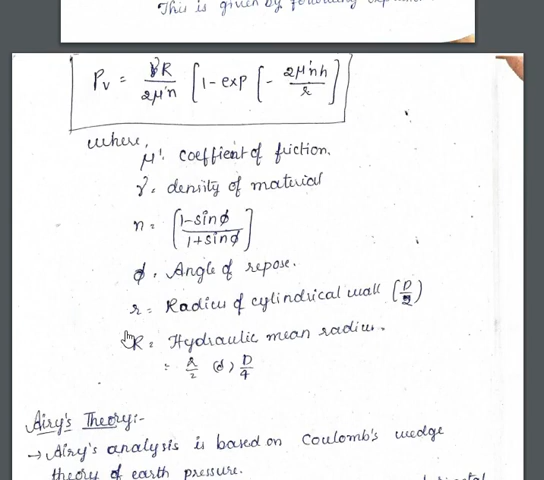 This is given by following
Pv = γR/2μ'n [1-exp [- 2μ'nh/r]]
where,
μ' . coeffient of friction.
γ = density of material
n = [1-sinφ/1+sinφ]
φ . Angle of repose.
r = Radius of cylindrical wall (D/2)
R = Hydraulic mean radius.
= r/2 (or) D/4
Airy's Theory:-
→ Airy's analysis is based on Coulomb's wedge
theory of earth pressure.